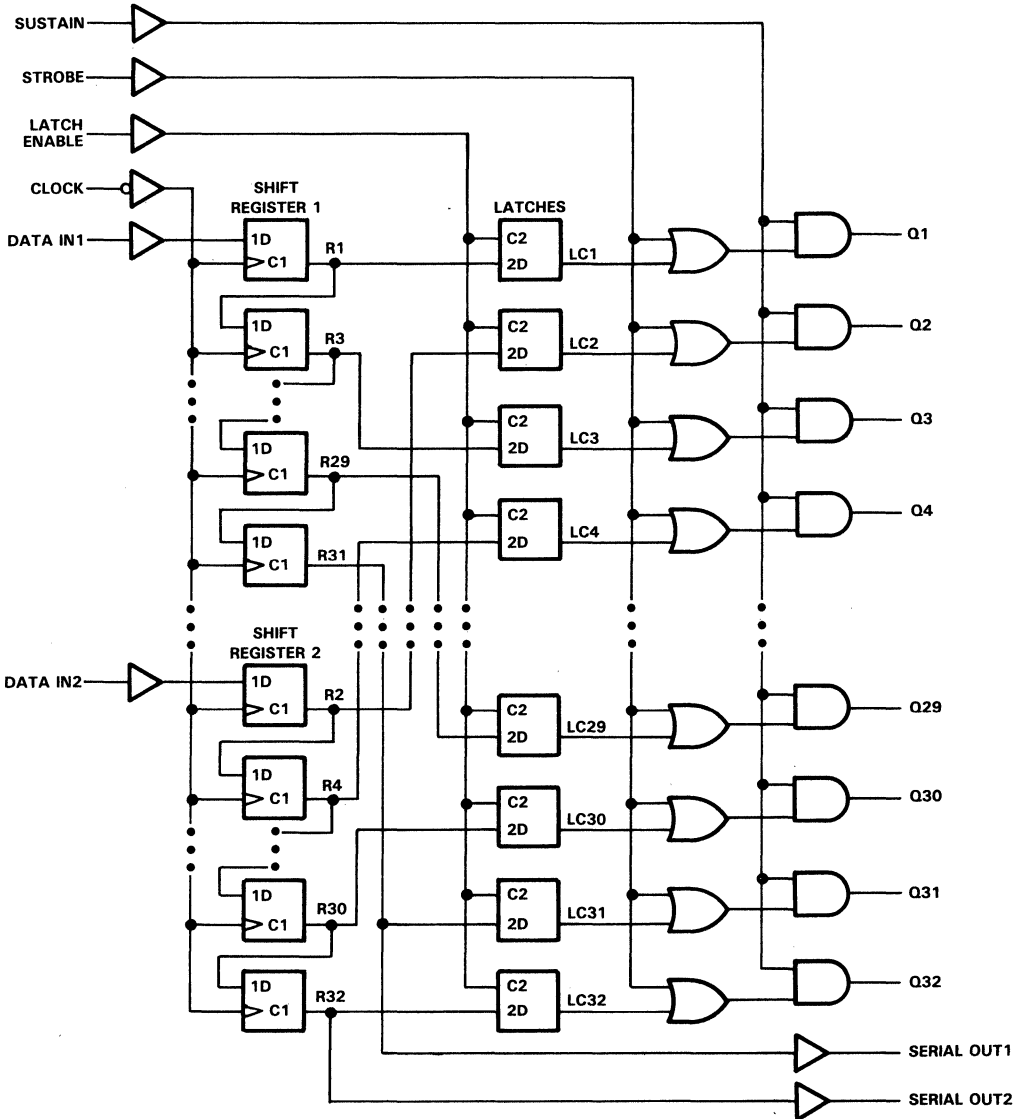 SUSTAIN
STROBE
LATCH
ENABLE
CLOCK
DATA IN1
SHIFT
REGISTER 1
LATCHES
1D
C1
R1
C2
2D
LC1
Q1
1D
C1
R3
C2
2D
LC2
Q2
1D
C1
R29
C2
2D
LC3
Q3
1D
C1
R31
C2
2D
LC4
Q4
SHIFT
REGISTER 2
DATA IN2
1D
C1
R2
C2
2D
LC29
Q29
1D
C1
R4
C2
2D
LC30
Q30
1D
C1
R30
C2
2D
LC31
Q31
1D
C1
R32
C2
2D
LC32
Q32
SERIAL OUT1
SERIAL OUT2